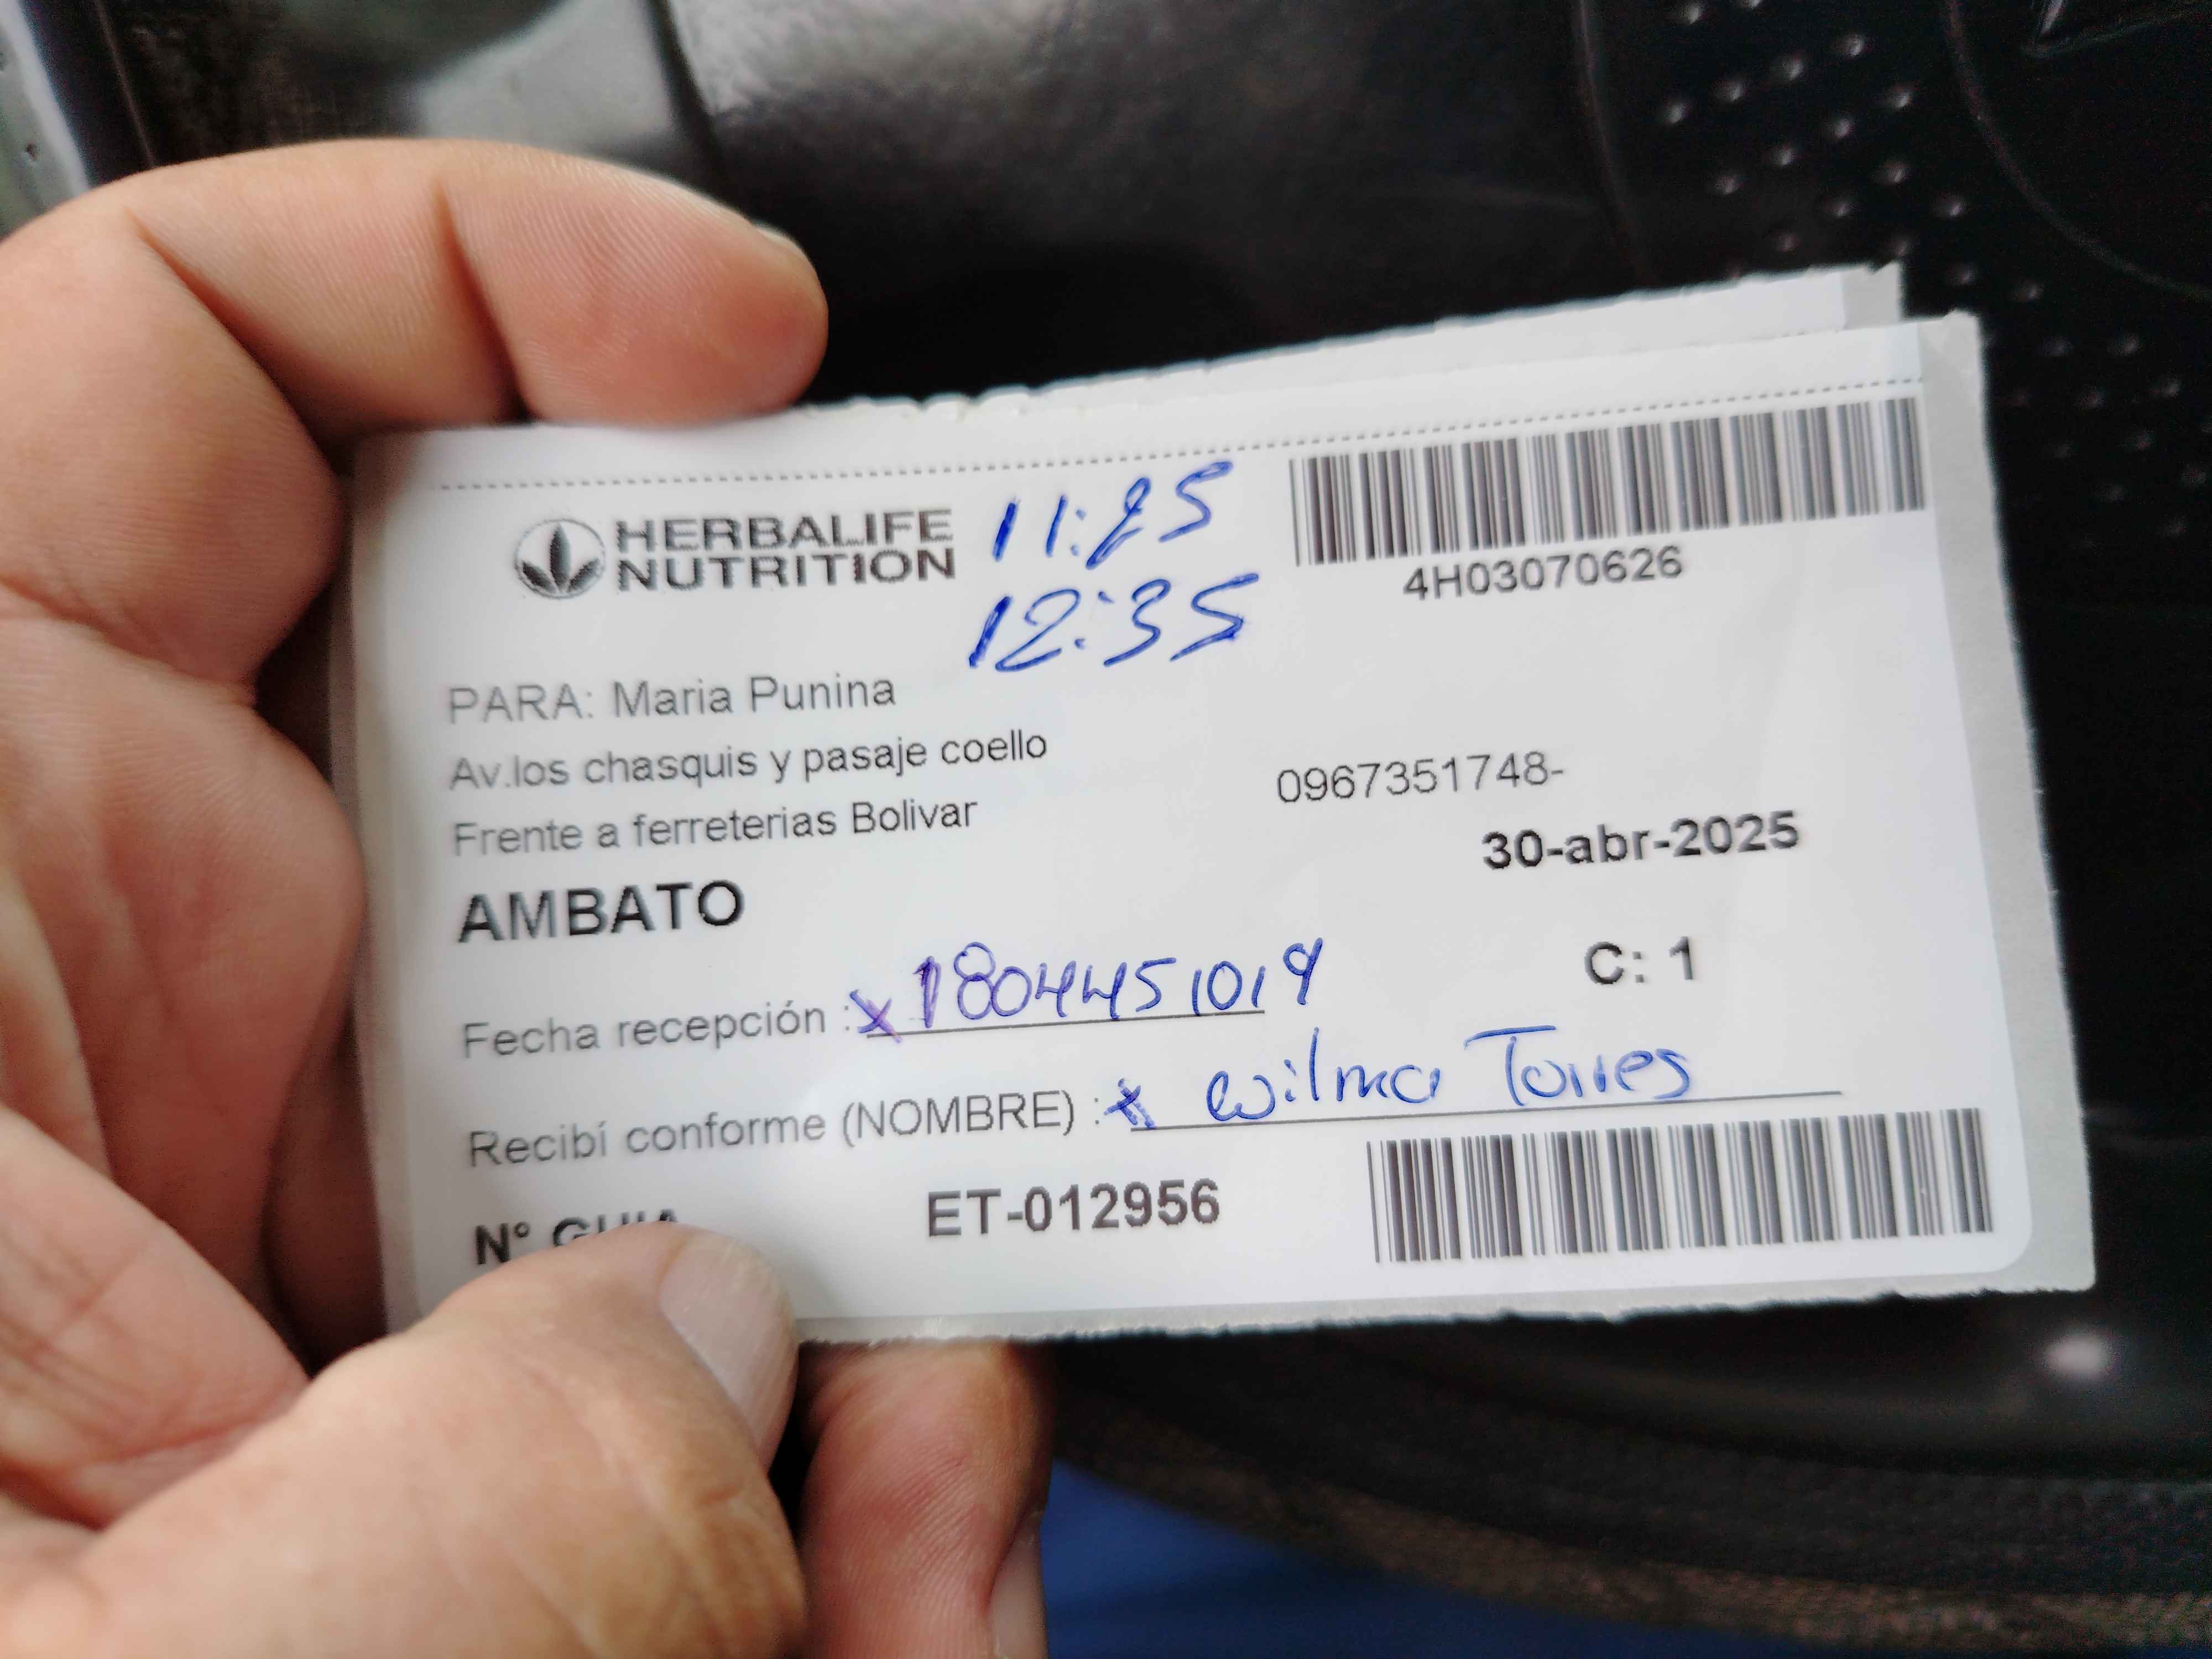 HERBALIFE
NUTRITION
11:25
12:35
4H03070626
PARA: Maria Punina
Av.los chasquis y pasaje coello
0967351748-
Frente a ferreterias Bolivar
30-abr-2025
AMBATO
C: 1
Fecha recepción : x 1804451019
Recibí conforme (NOMBRE) : x Wilma Torres
N° GUIA ET-012956